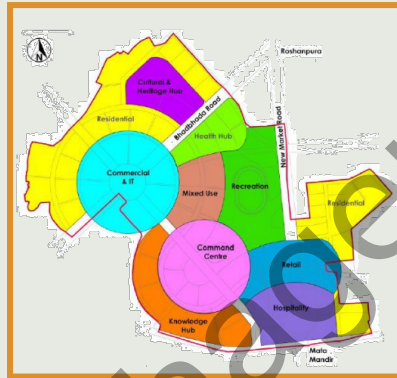 N
Roshanpura
Cultural &
Heritage Hub
Bhadbhada Road
Residential
Health Hub
New Market Road
Commercial
& IT
Mixed Use
Recreation
Residential
Command
Centre
Retail
Hospitality
Knowledge
Hub
Mata
Mandir